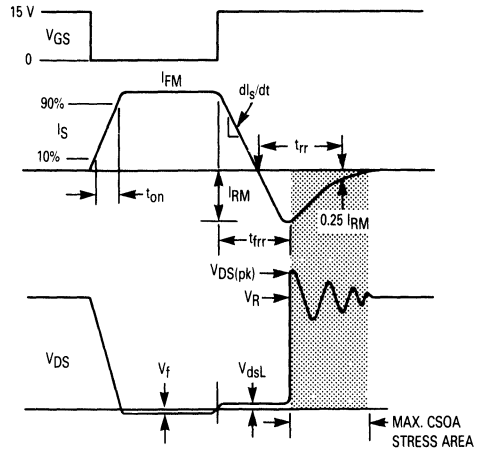 15 V
VGS
0
IFM
90%
dIS/dt
IS
trr
10%
ton
IRM
0.25 IRM
tfrr
VDS(pk)
VR
VDS
Vf
VdsL
MAX. CSOA
STRESS AREA